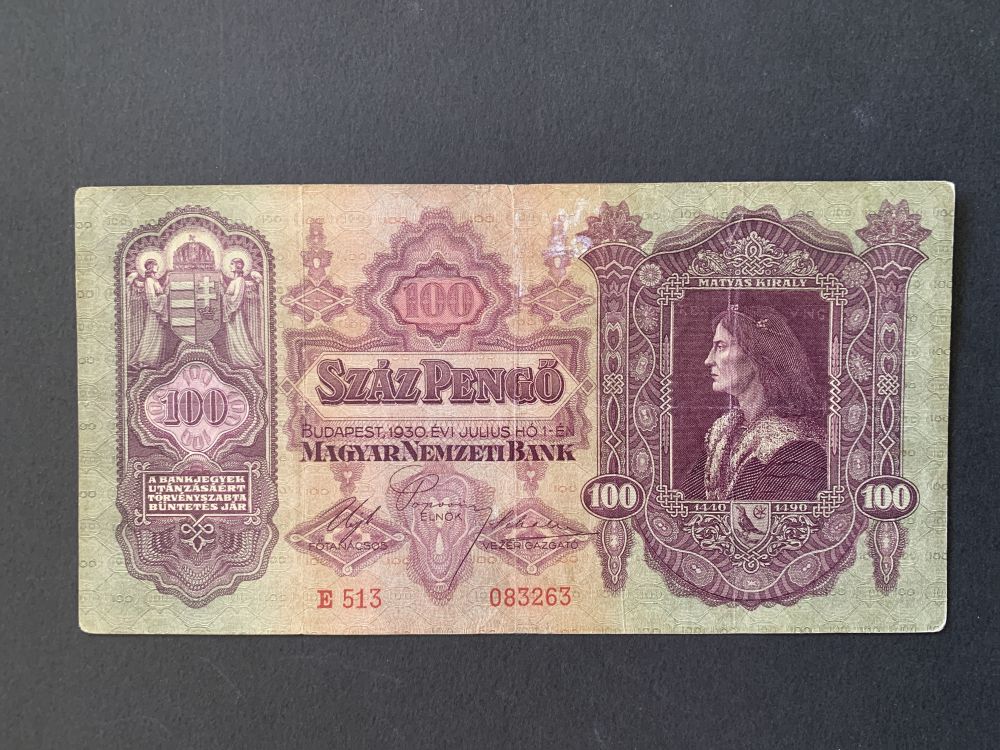 100
A BANKJEGYEK
UTÁNZÁSÁÉRT
TÖRVÉNYSZABTA
BÜNTETÉS JÁR
100
SZÁZ PENGŐ
BUDAPEST, 1930. ÉVI JULIUS HÓ 1-ÉN
MAGYAR NEMZETI BANK
ELNÖK
FŐTANÁCSOS
VEZÉRIGAZGATÓ
E 513 083263
MÁTYÁS KIRÁLY
100 100
1440 1490